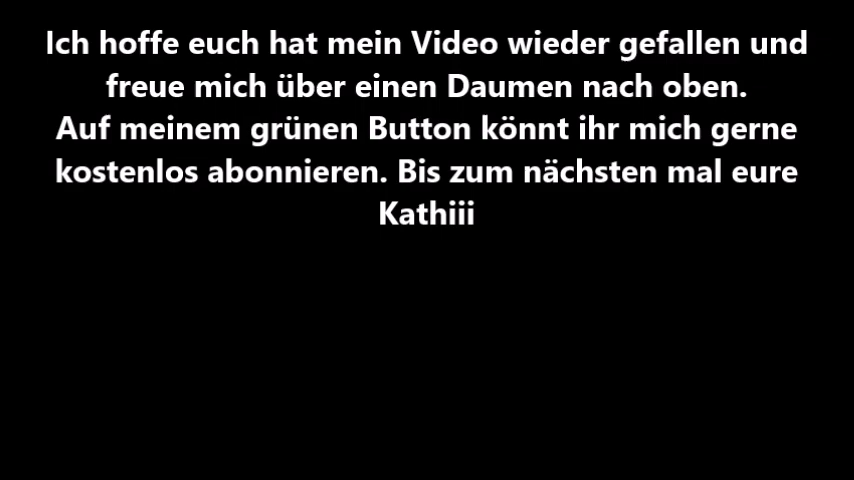 Ich hoffe euch hat mein Video wieder gefallen und
freue mich über einen Daumen nach oben.
Auf meinem grünen Button könnt ihr mich gerne
kostenlos abonnieren. Bis zum nächsten mal eure
Kathiii